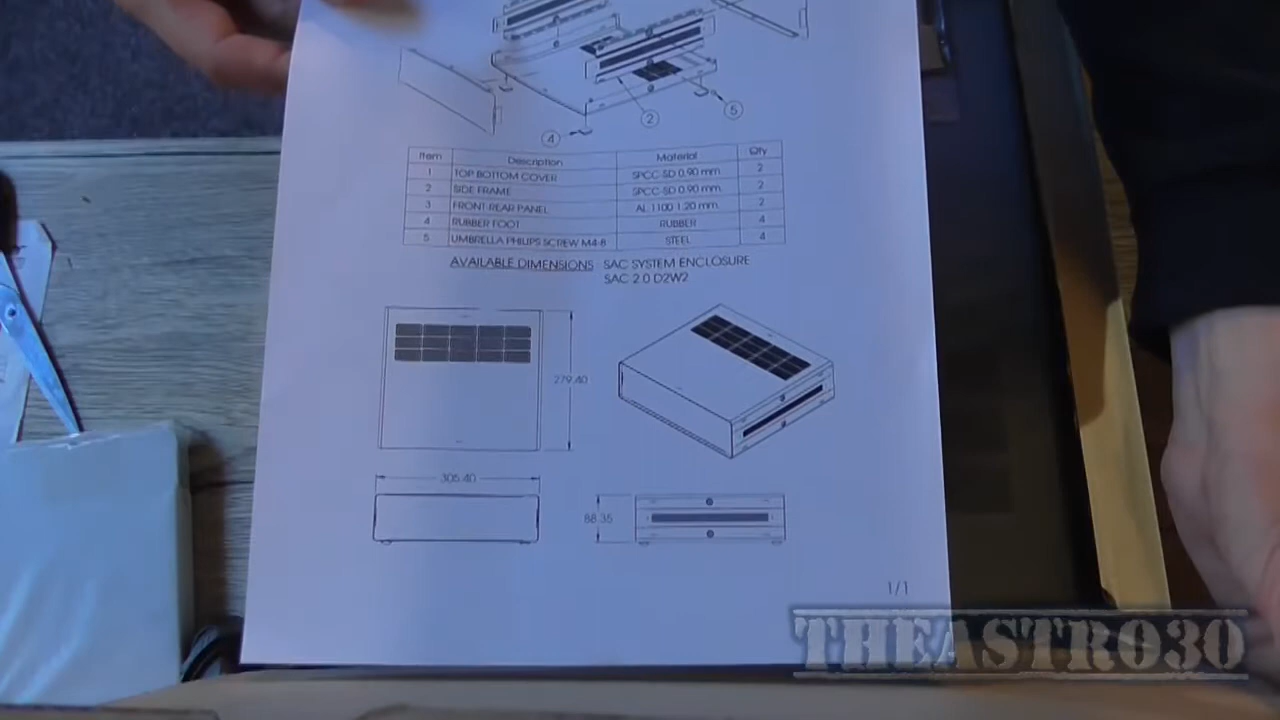 5
2
4
Item Description Material Qty
1 TOP BOTTOM COVER SPCC-SD 0.90 mm. 2
2 SIDE FRAME SPCC-SD 0.90 mm. 2
3 FRONT-REAR PANEL AL 1100 1.20 mm. 2
4 RUBBER FOOT RUBBER 4
5 UMBRELLA PHILIPS SCREW M4-8 STEEL 4
AVAILABLE DIMENSIONS SAC SYSTEM ENCLOSURE
SAC 2.0 D2W2
279.40
305.40
88.35
1/1
THEASTRO30